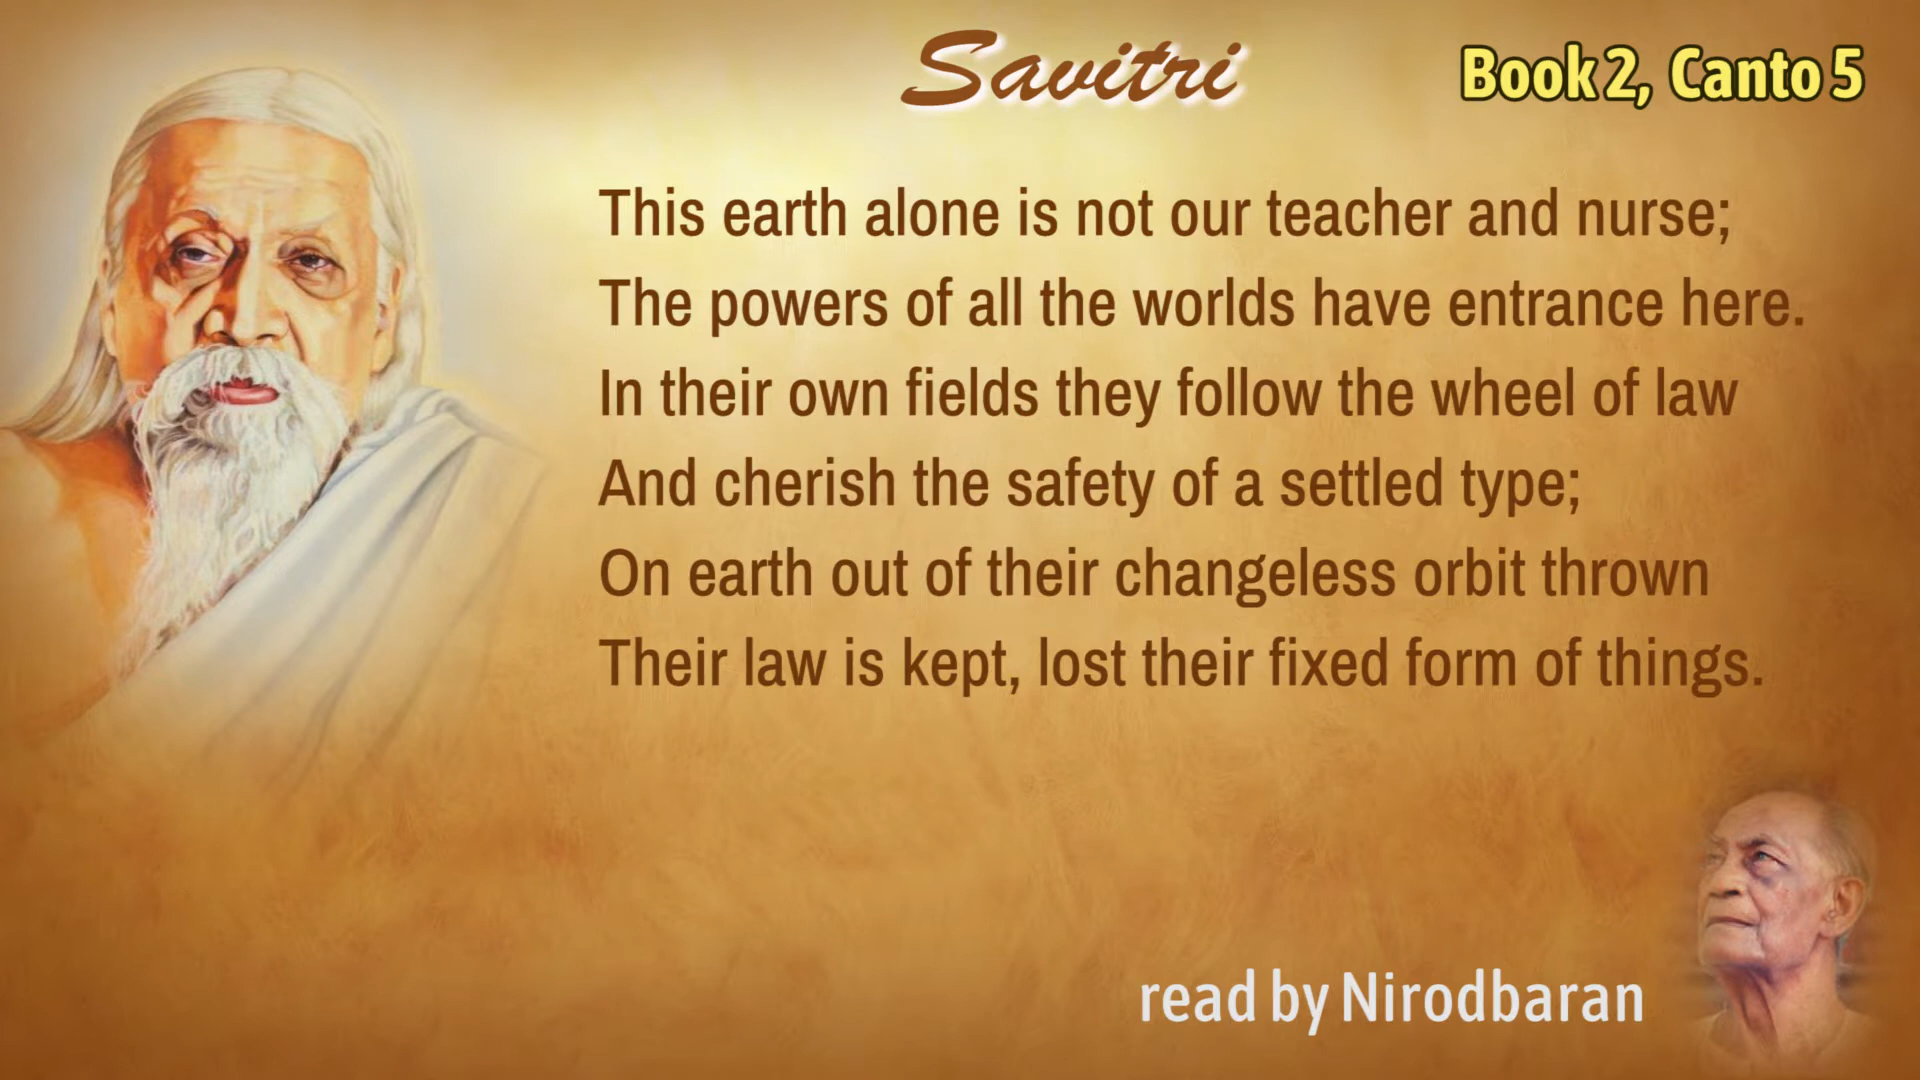 Savitri
Book 2, Canto 5
This earth alone is not our teacher and nurse;
The powers of all the worlds have entrance here.
In their own fields they follow the wheel of law
And cherish the safety of a settled type;
On earth out of their changeless orbit thrown
Their law is kept, lost their fixed form of things.
read by Nirodbaran